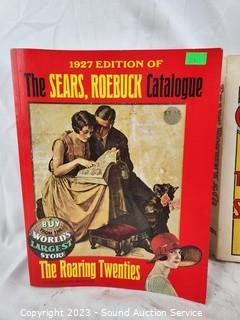 1927 EDITION OF
The SEARS, ROEBUCK Catalogue
BUY
WORLD'S
LARGEST
STORE
The Roaring Twenties
Copyright 2023 - Sound Auction Service